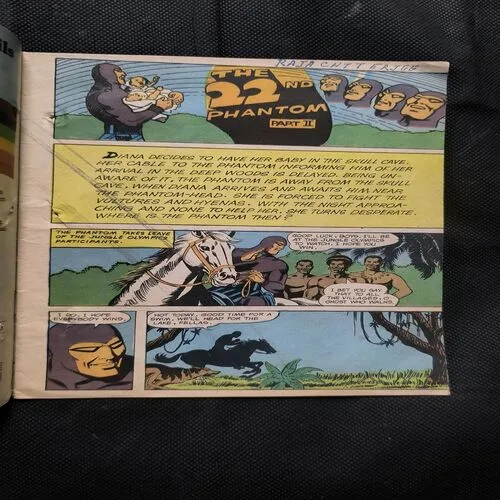 RAJA CHTTERJEE
THE
22ND
PHANTOM
PART II
DIANA DECIDES TO HAVE HER BABY IN THE SKULL CAVE.
HER CABLE TO THE PHANTOM INFORMING HIM OF HER
ARRIVAL IN THE DEEP WOODS IS DELAYED. BEING UN-
AWARE OF IT, THE PHANTOM IS AWAY FROM THE SKULL
CAVE, WHEN DIANA ARRIVES AND AWAITS HIM NEAR
THE PHANTOM-HEAD. SHE IS FORCED TO FIGHT THE
VULTURES AND HYENAS. WITH THE NIGHT APPROA-
CHING AND NONE TO HELP HER, SHE TURNS DESPERATE.
WHERE IS THE PHANTOM THEN?
THE PHANTOM TAKES LEAVE
OF THE JUNGLE OLYMPICS
PARTICIPANTS.
GOOD LUCK, BOYS. I'LL BE
AT THE JUNGLE OLYMPICS
TO WATCH. I HOPE YOU
WIN.
I BET YOU SAY
THAT TO ALL
THE VILLAGES, O
GHOST WHO WALKS.
I DO. I HOPE
EVERYBODY WINS.
HOT TODAY. GOOD TIME FOR A
SWIM. WE'LL HEAD FOR THE
LAKE, FELLAS.